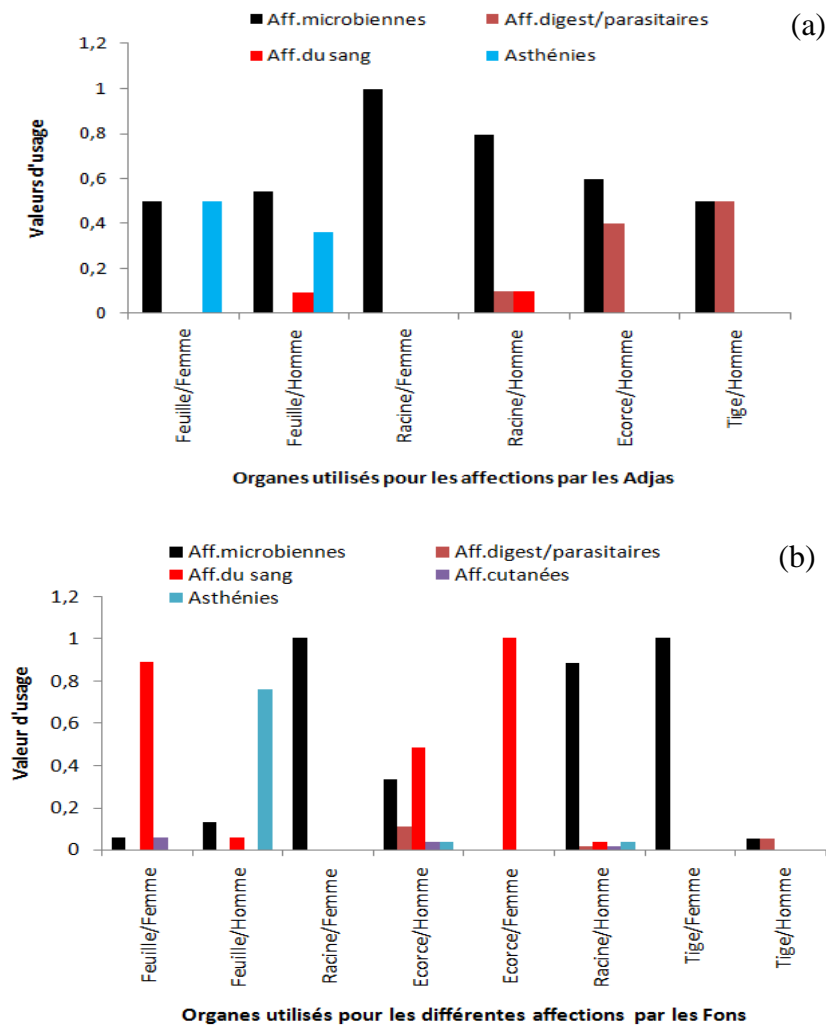 (a)
Aff.microbiennes Aff.digest/parasitaires
Aff.du sang Asthénies
Valeurs d'usage
1,2
1
0,8
0,6
0,4
0,2
0
Feuille/Femme
Feuille/Homme
Racine/Femme
Racine/Homme
Ecorce/Homme
Tige/Homme
Organes utilisés pour les affections par les Adjas
(b)
Aff.microbiennes Aff.digest/parasitaires
Aff.du sang Aff.cutanées
Asthénies
Valeur d'usage
1,2
1
0,8
0,6
0,4
0,2
0
Feuille/Femme
Feuille/Homme
Racine/Femme
Ecorce/Homme
Ecorce/Femme
Racine/Homme
Tige/Femme
Tige/Homme
Organes utilisés pour les différentes affections par les Fons